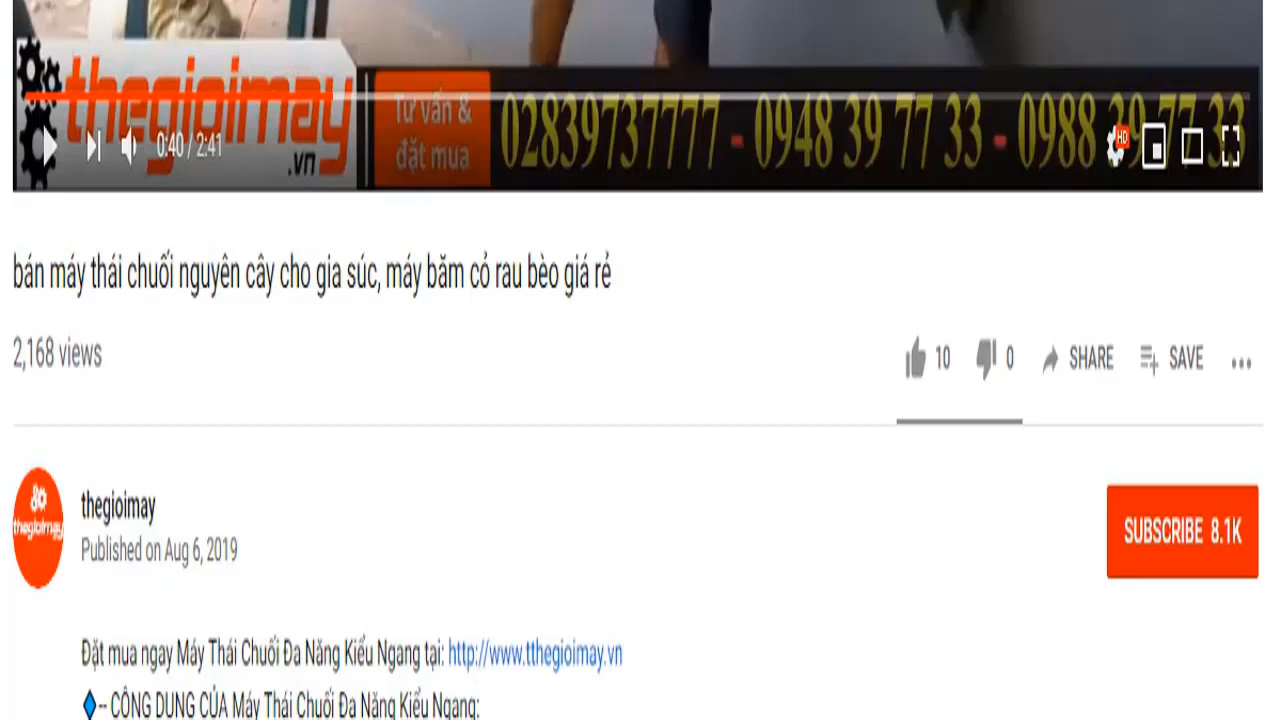 thegioimay
.vn
Tư vấn &
đặt mua
02839737777 - 0948 39 77 33 - 0988 39 77 33
HD
0:40 / 2:41
bán máy thái chuối nguyên cây cho gia súc, máy băm cỏ rau bèo giá rẻ
2,168 views
10 0 SHARE SAVE
thegioimay
thegioimay
Published on Aug 6, 2019
SUBSCRIBE 8.1K
Đặt mua ngay Máy Thái Chuối Đa Năng Kiểu Ngang tại: http://www.tthegioimay.vn
-- CÔNG DỤNG CỦA Máy Thái Chuối Đa Năng Kiểu Ngang: